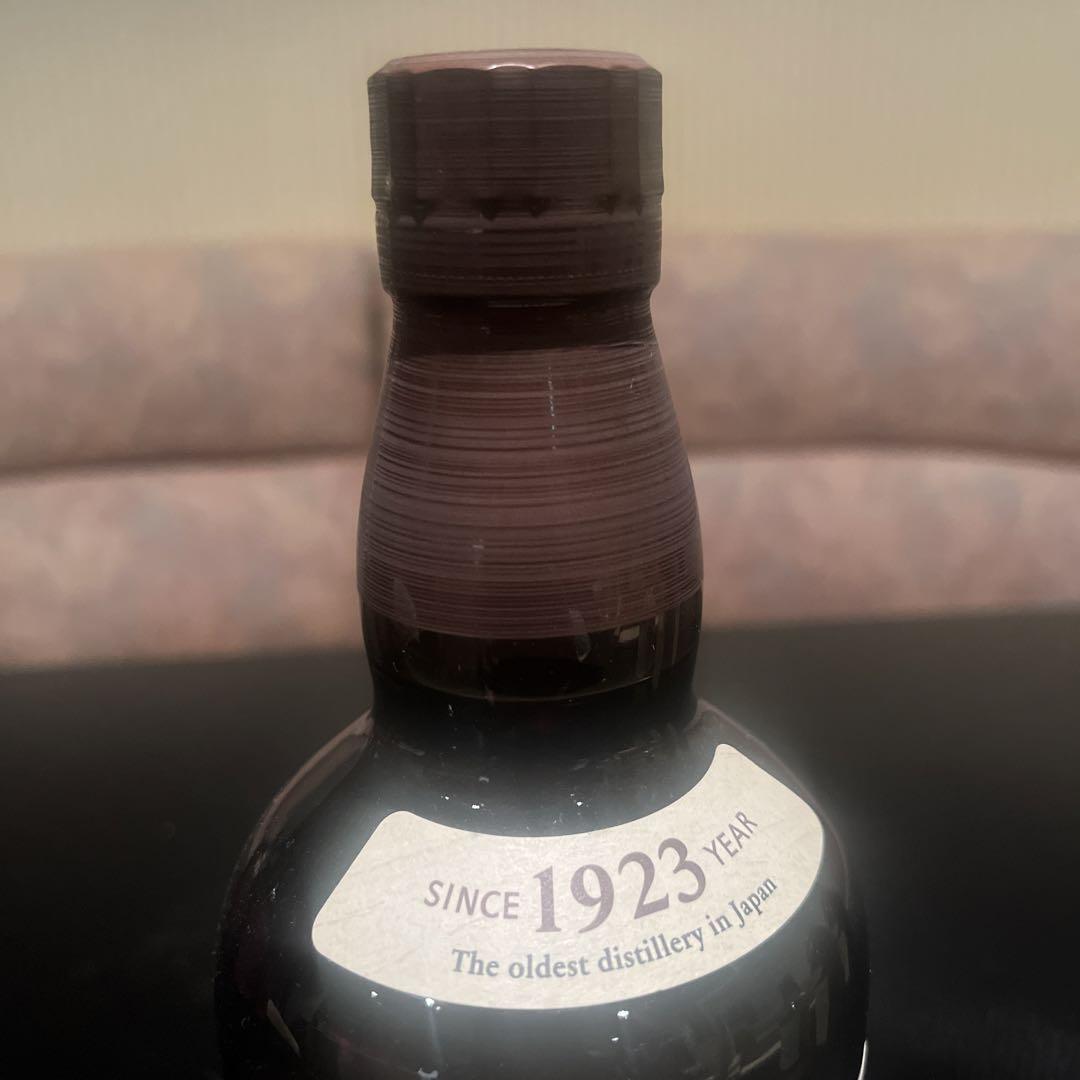 SINCE 1923 YEAR
The oldest distillery in Japan